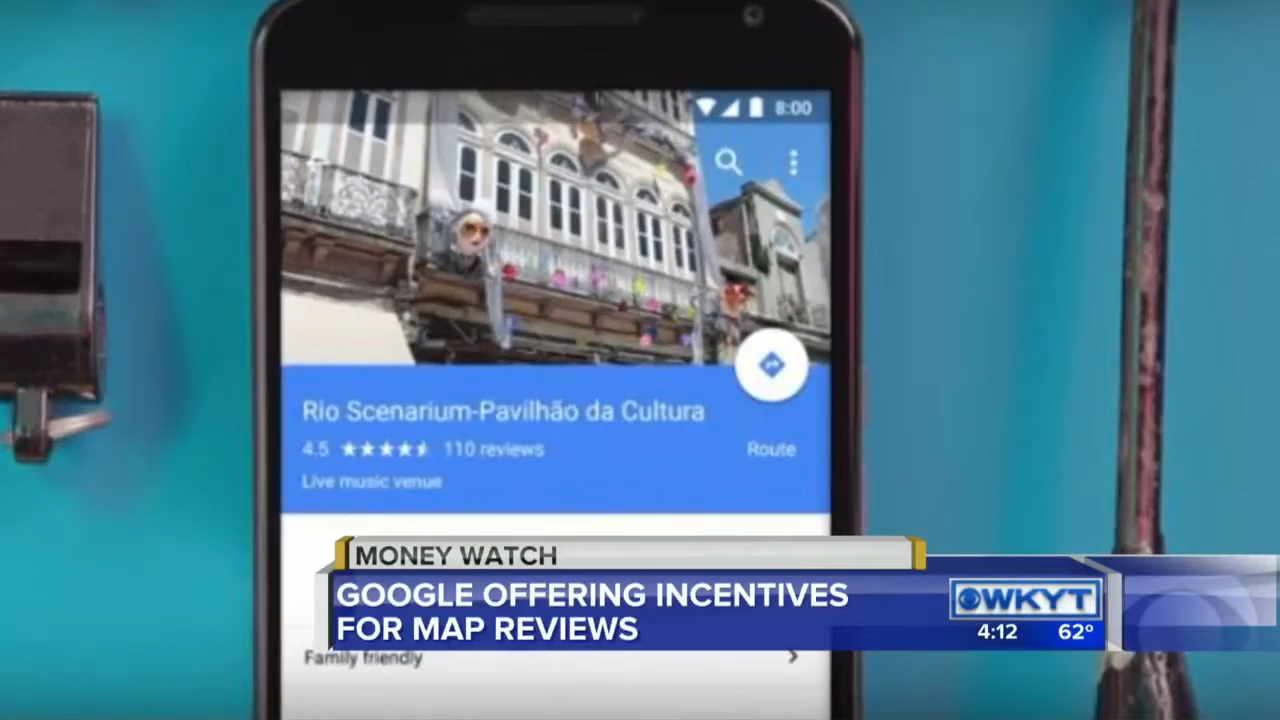 8:00
Rio Scenarium-Pavilhão da Cultura
4.5 110 reviews Route
Live music venue
MONEY WATCH
GOOGLE OFFERING INCENTIVES
FOR MAP REVIEWS
WKYT
4:12 62°
Family friendly